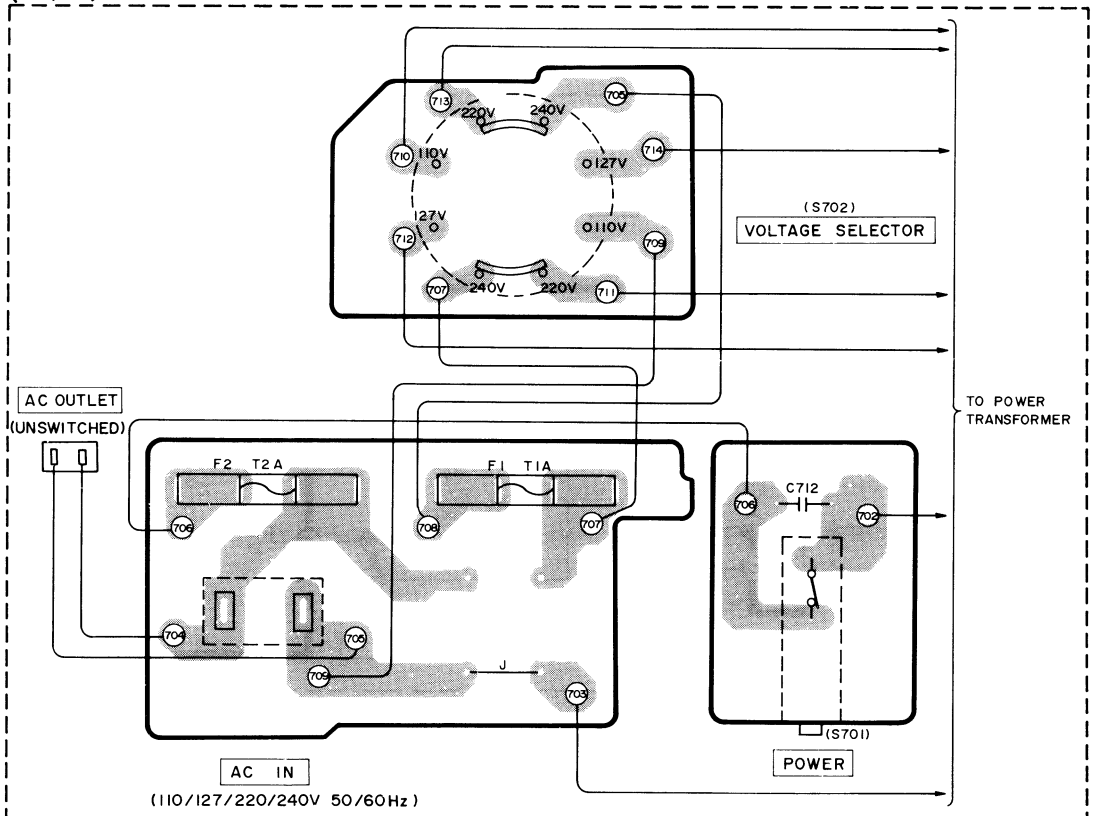 713
220V
240V
705
710
110V
127V
714
(S702)
VOLTAGE SELECTOR
27V
110V
712
709
707
240V
220V
711
AC OUTLET
(UNSWITCHED)
TO POWER
TRANSFORMER
F2 T2A
F1 T1A
706
708
707
706
C712
702
704
705
709
J
703
(S701)
POWER
AC IN
(110/127/220/240V 50/60Hz)